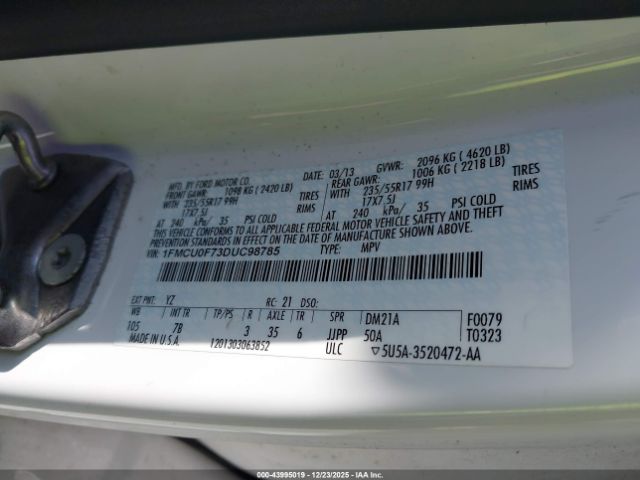 MFD. BY FORD MOTOR CO. DATE: 03/13 GVWR: 2096 KG ( 4620 LB)
FRONT GAWR: 1098 KG ( 2420 LB) REAR GAWR: 1006 KG ( 2218 LB)
235/55R17 99H TIRES WITH 235/55R17 99H TIRES WITH
17X7.5J RIMS 17X7.5J RIMS
AT 240 kPa/ 35 PSI COLD AT 240 kPa/ 35 PSI COLD
THIS VEHICLE CONFORMS TO ALL APPLICABLE FEDERAL MOTOR VEHICLE SAFETY AND THEFT
PREVENTION STANDARDS IN EFFECT ON THE DATE OF MANUFACTURE SHOWN ABOVE.
VIN: 1FMCU0F73DUC98785 TYPE: MPV
EXT PNT: YZ RC: 21 DSO:
WB INT TR TP/PS R AXLE TR SPR DM21A F0079
105 7B 3 35 6 JJPP 50A T0323
MADE IN U.S.A. 1201303063852 ULC ▽5U5A-3520472-AA
000-43995019 - 12/23/2025 - COPYRIGHT IAA, LLC.